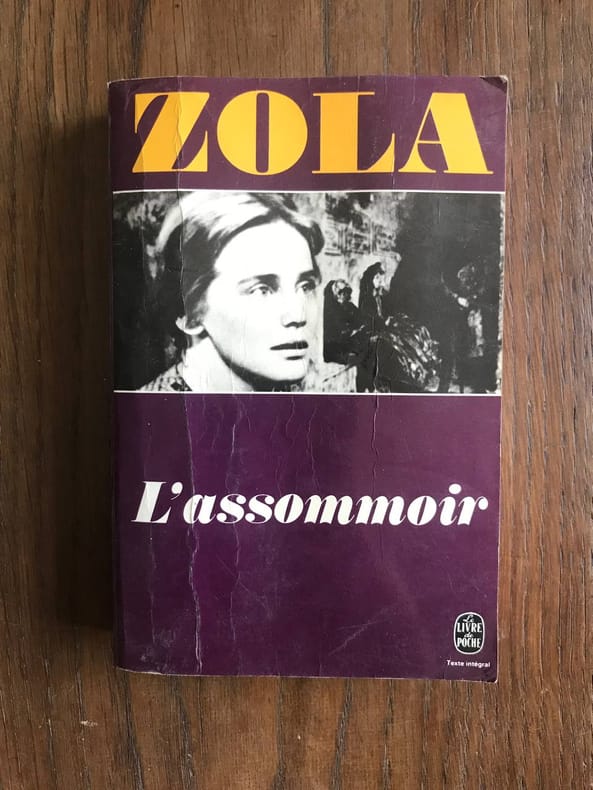 ZOLA
L'assommoir
Le
LIVRE
de
POCHE
Texte intégral